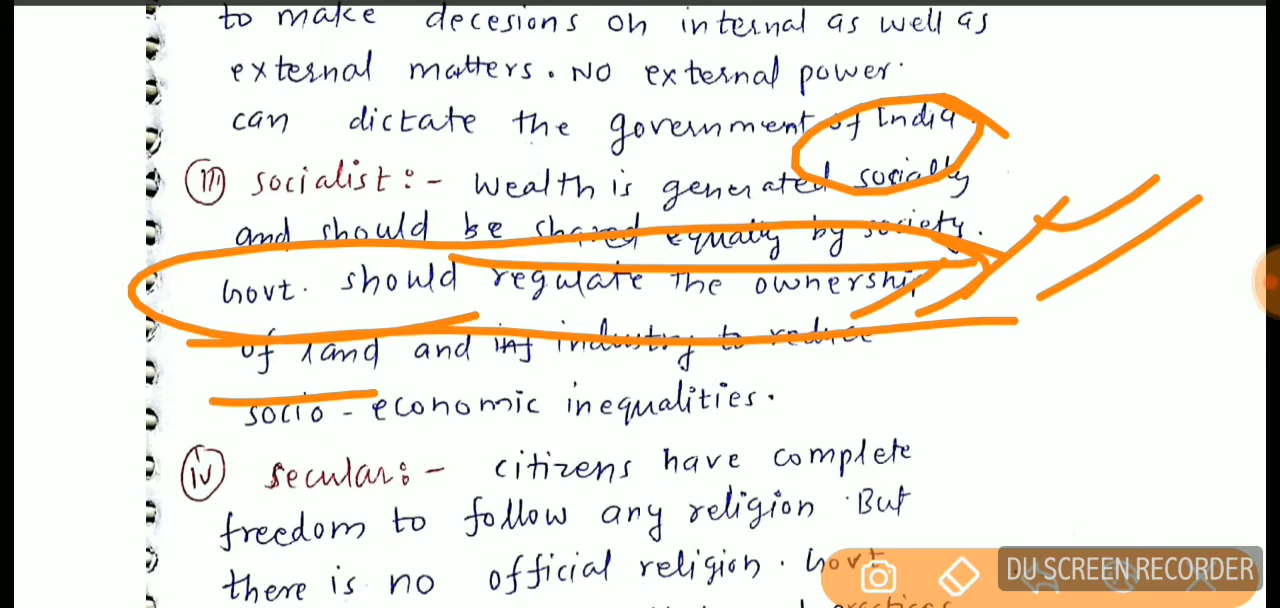 to make decesions on internal as well as
external matters. No external power.
can dictate the government of India.
(iii) socialist:- Wealth is generated socially
and should be shared equally by society.
Govt. should regulate the ownership
of land and inj industry to reduce
socio-economic inequalities.
(iv) secular:- citizens have complete
freedom to follow any religion. But
there is no official religion. Govt
practices
DU SCREEN RECORDER